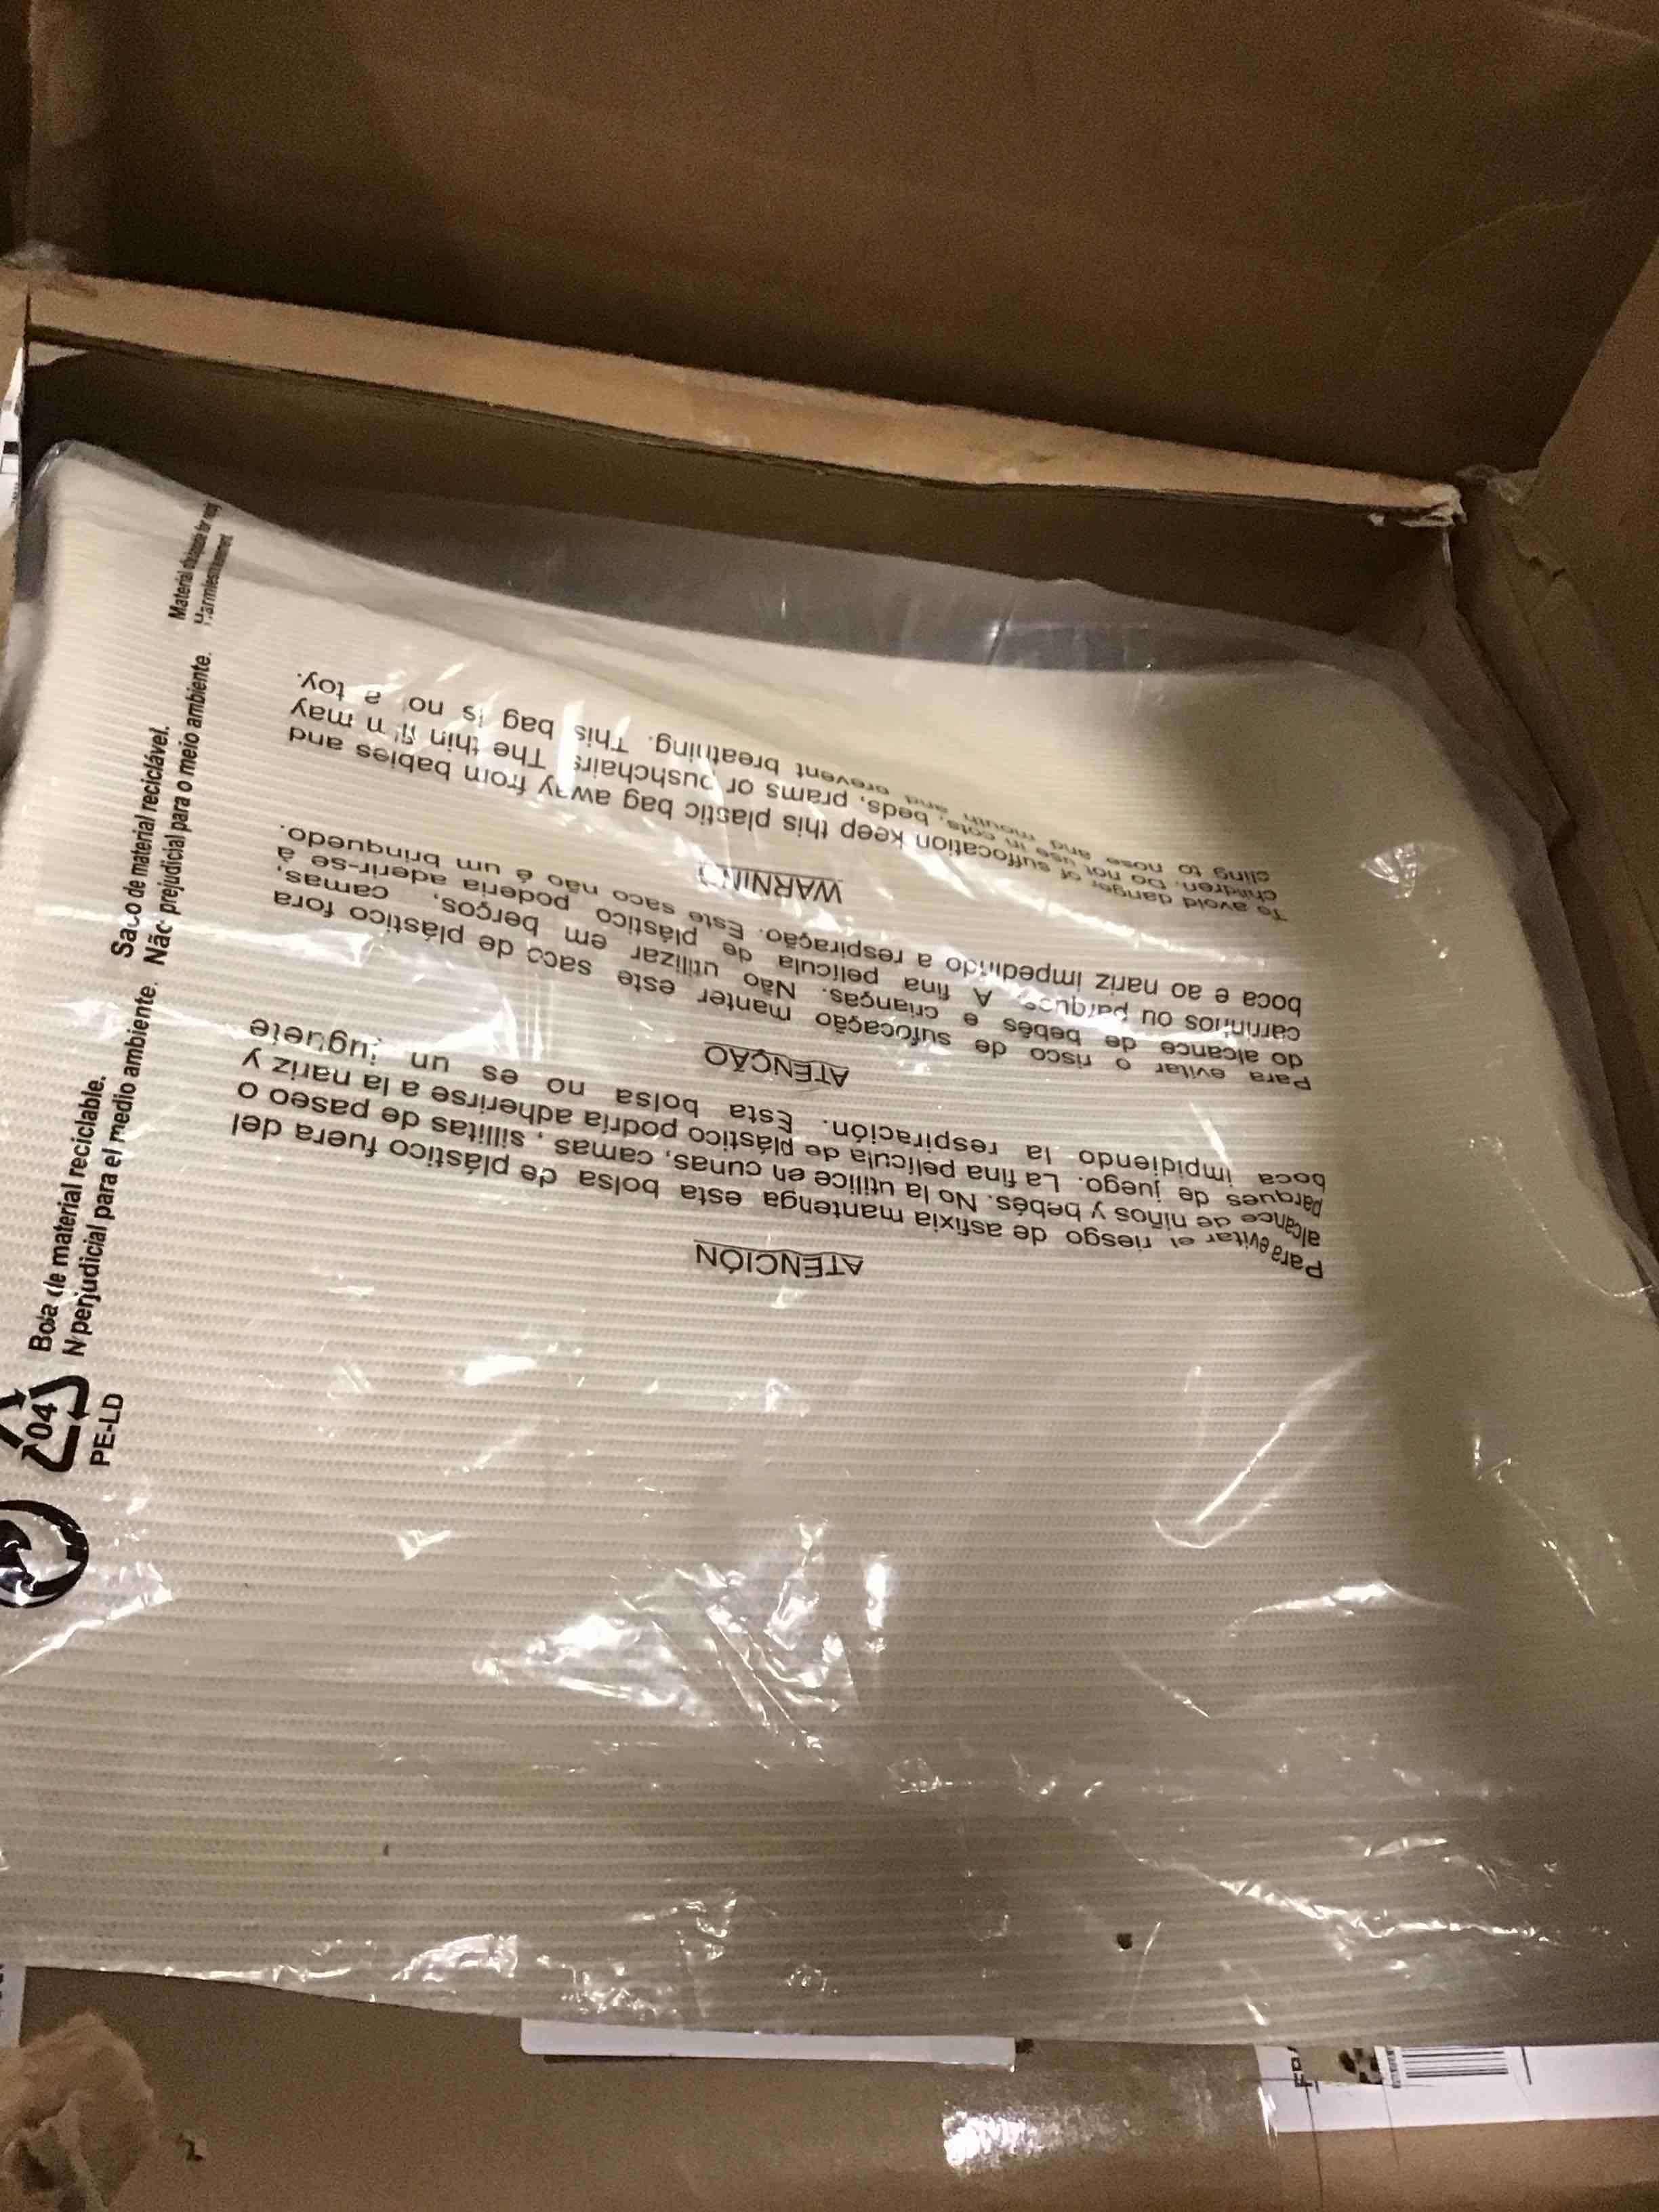 ATENCIÓN
Para evitar el riesgo de asfixia mantenga esta bolsa de plástico fuera del
alcance de niños y bebés. No la utilice en cunas, camas, sillitas de paseo o
parques de juego. La fina película de plástico podría adherirse a la nariz y
boca impidiendo la respiración. Esta bolsa no es un juguete
ATENÇÃO
Para evitar o risco de sufocação manter este saco de plástico fora
do alcance de bebês e crianças. Não utilizar em berços, camas,
carrinhos ou parques. A fina película de plástico poderia aderir-se à
boca e ao nariz impedindo a respiração. Este saco não é um brinquedo.
WARNING
To avoid danger of suffocation keep this plastic bag away from babies and
children. Do not use in cots, beds, prams or pushchairs. The thin film may
cling to nose and mouth and prevent breathing. This bag is no a toy.
04
PE-LD
Bolsa de material reciclable.
N perjudicial para el medio ambiente.
Saco de material reciclável.
Não prejudicial para o meio ambiente.
Material